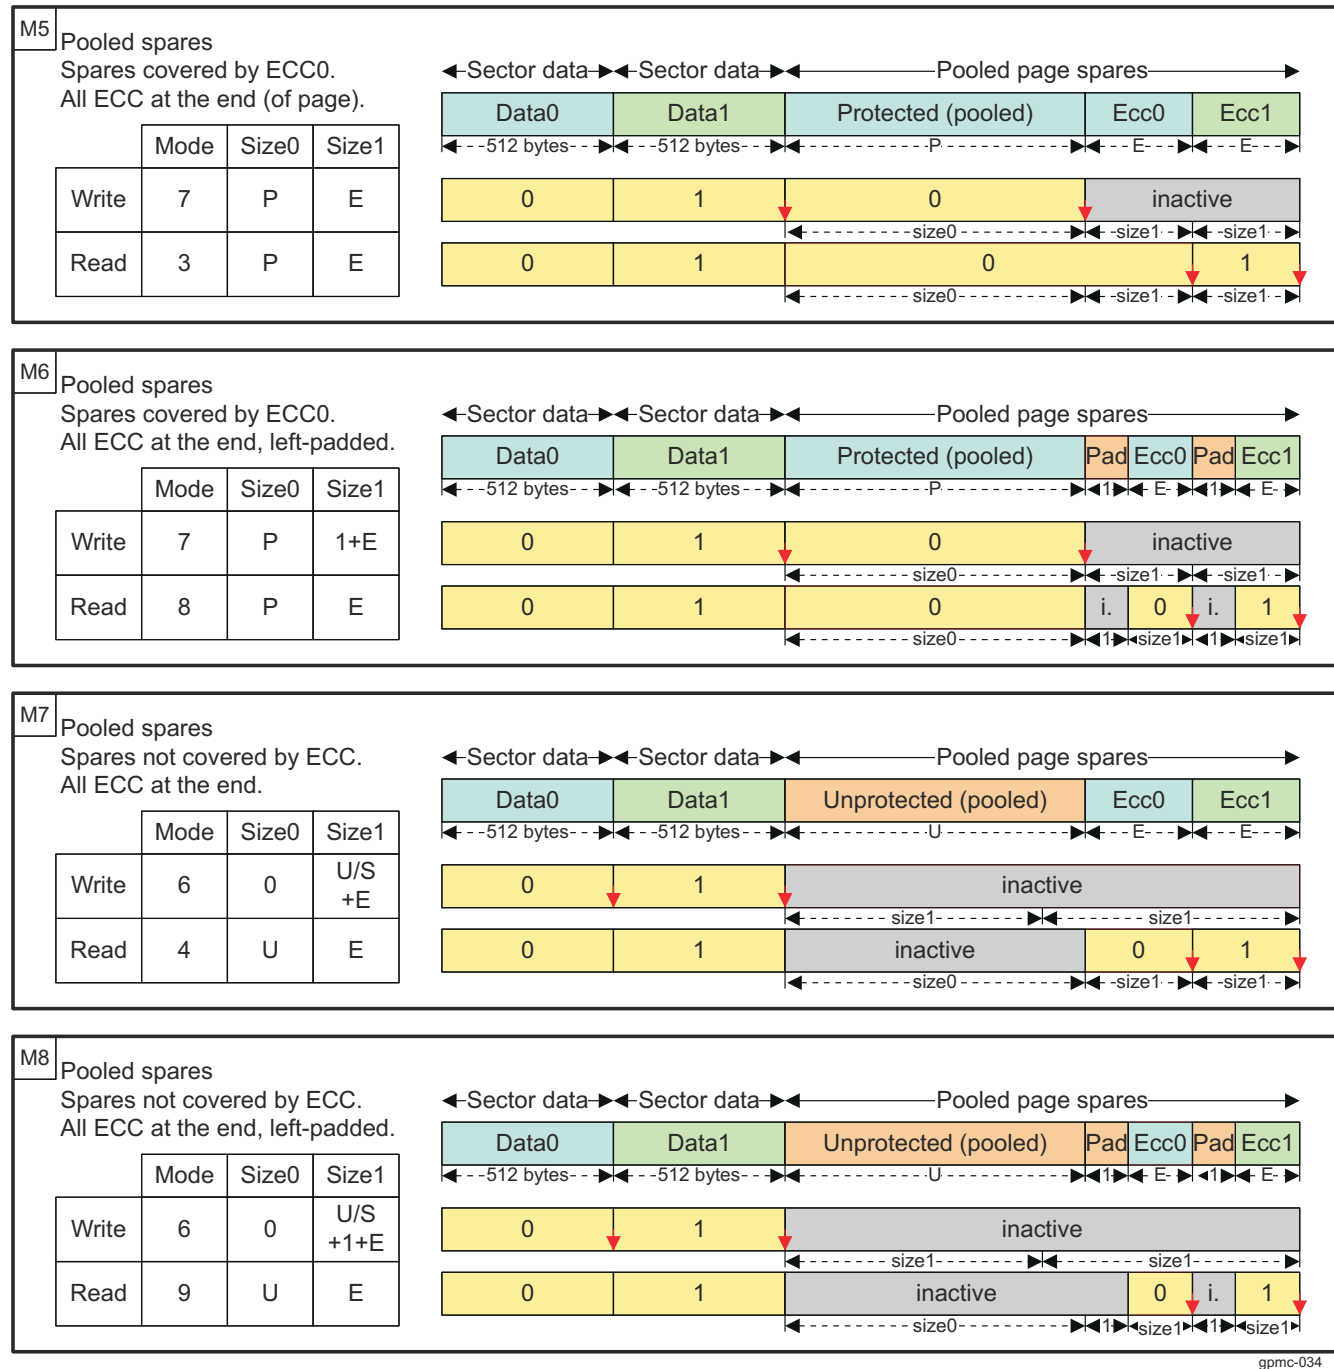 M5
Pooled spares
Spares covered by ECC0.
All ECC at the end (of page).
Mode Size0 Size1
Write 7 P E
Read 3 P E
Sector data Sector data Pooled page spares
Data0 Data1 Protected (pooled) Ecc0 Ecc1
512 bytes 512 bytes P E E
0 1 0 inactive
size0 size1 size1
0 1 0 1
size0 size1 size1
M6
Pooled spares
Spares covered by ECC0.
All ECC at the end, left-padded.
Mode Size0 Size1
Write 7 P 1+E
Read 8 P E
Sector data Sector data Pooled page spares
Data0 Data1 Protected (pooled) Pad Ecc0 Pad Ecc1
512 bytes 512 bytes P 1 E 1 E
0 1 0 inactive
size0 size1 size1
0 1 0 i. 0 i. 1
size0 1 size1 1 size1
M7
Pooled spares
Spares not covered by ECC.
All ECC at the end.
Mode Size0 Size1
Write 6 0 U/S
+E
Read 4 U E
Sector data Sector data Pooled page spares
Data0 Data1 Unprotected (pooled) Ecc0 Ecc1
512 bytes 512 bytes U E E
0 1 inactive
size1 size1
0 1 inactive 0 1
size0 size1 size1
M8
Pooled spares
Spares not covered by ECC.
All ECC at the end, left-padded.
Mode Size0 Size1
Write 6 0 U/S
+1+E
Read 9 U E
Sector data Sector data Pooled page spares
Data0 Data1 Unprotected (pooled) Pad Ecc0 Pad Ecc1
512 bytes 512 bytes U 1 E 1 E
0 1 inactive
size1 size1
0 1 inactive 0 i. 1
size0 1 size1 1 size1
gpmc-034